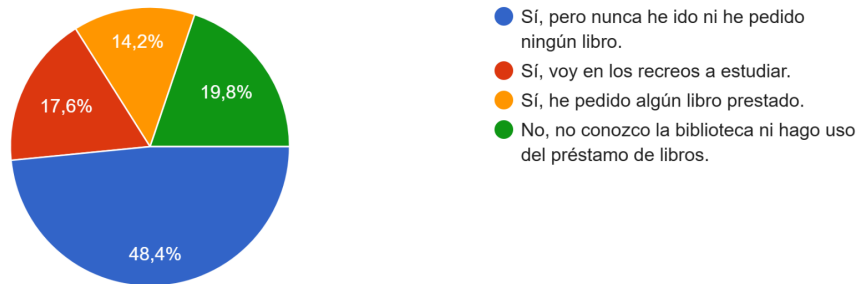 14,2%
17,6%
19,8%
48,4%
Sí, pero nunca he ido ni he pedido
ningún libro.
Sí, voy en los recreos a estudiar.
Sí, he pedido algún libro prestado.
No, no conozco la biblioteca ni hago uso
del préstamo de libros.